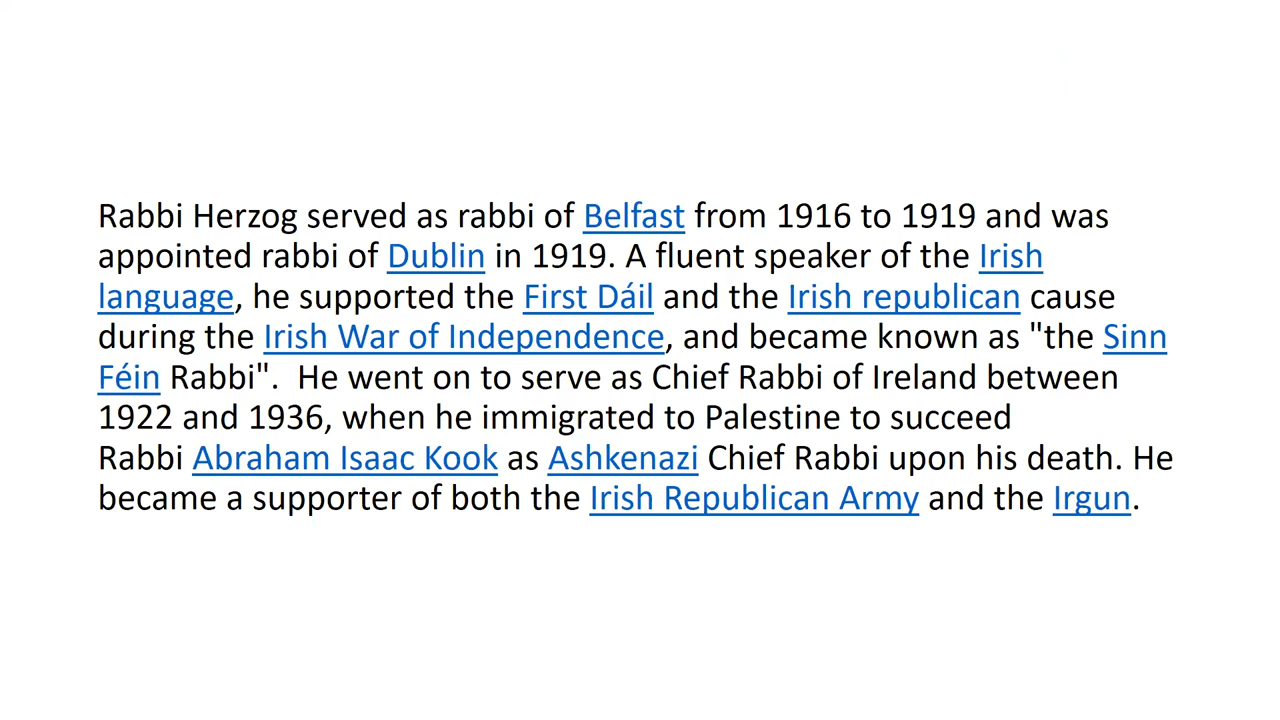 Rabbi Herzog served as rabbi of Belfast from 1916 to 1919 and was
appointed rabbi of Dublin in 1919. A fluent speaker of the Irish
language, he supported the First Dáil and the Irish republican cause
during the Irish War of Independence, and became known as "the Sinn
Féin Rabbi".  He went on to serve as Chief Rabbi of Ireland between
1922 and 1936, when he immigrated to Palestine to succeed
Rabbi Abraham Isaac Kook as Ashkenazi Chief Rabbi upon his death. He
became a supporter of both the Irish Republican Army and the Irgun.